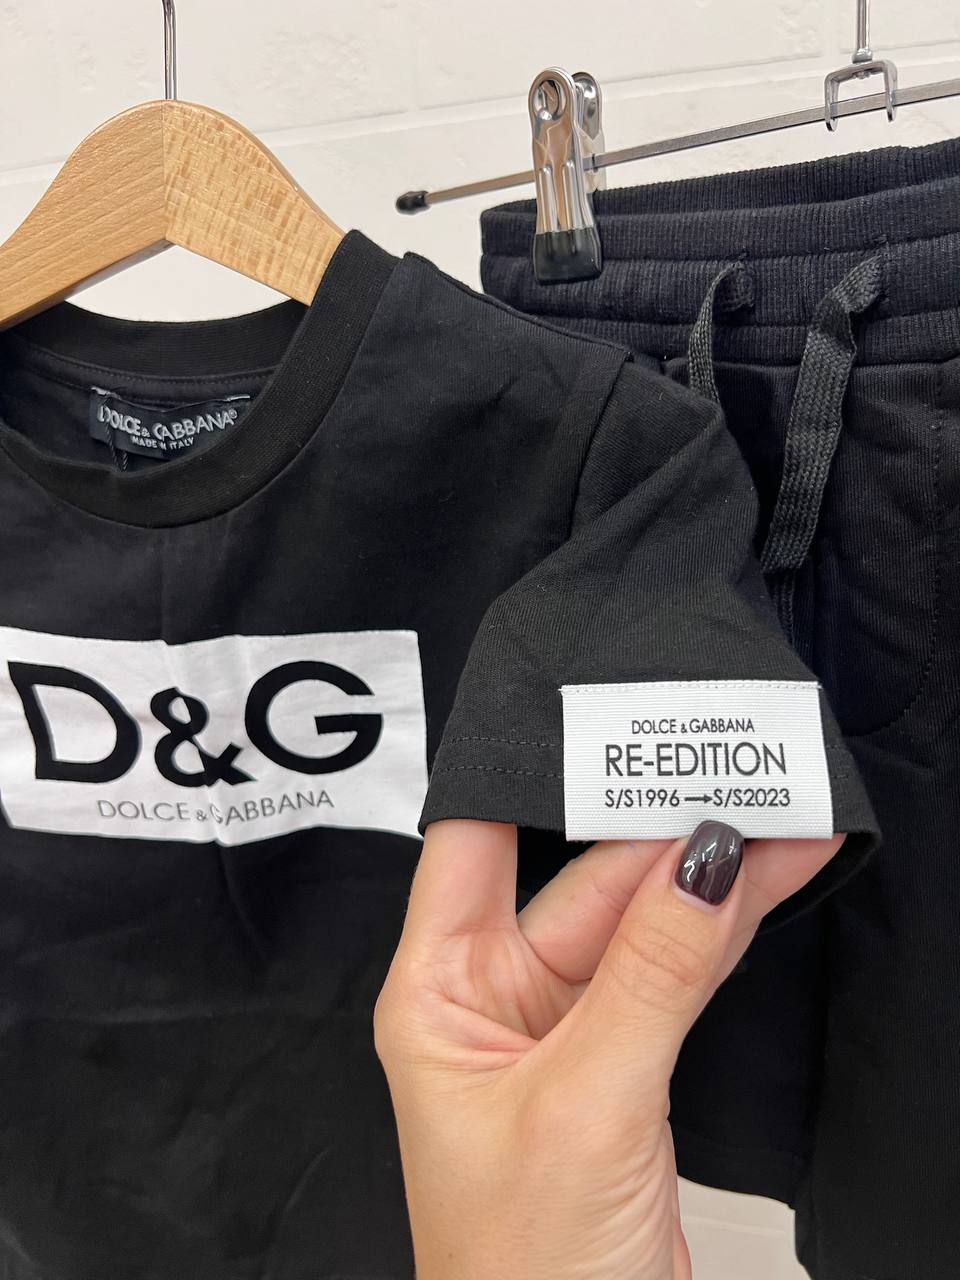 DOLCE & GABBANA®
MADE IN ITALY
D&G
DOLCE & GABBANA
DOLCE & GABBANA
RE-EDITION
S/S1996→S/S2023